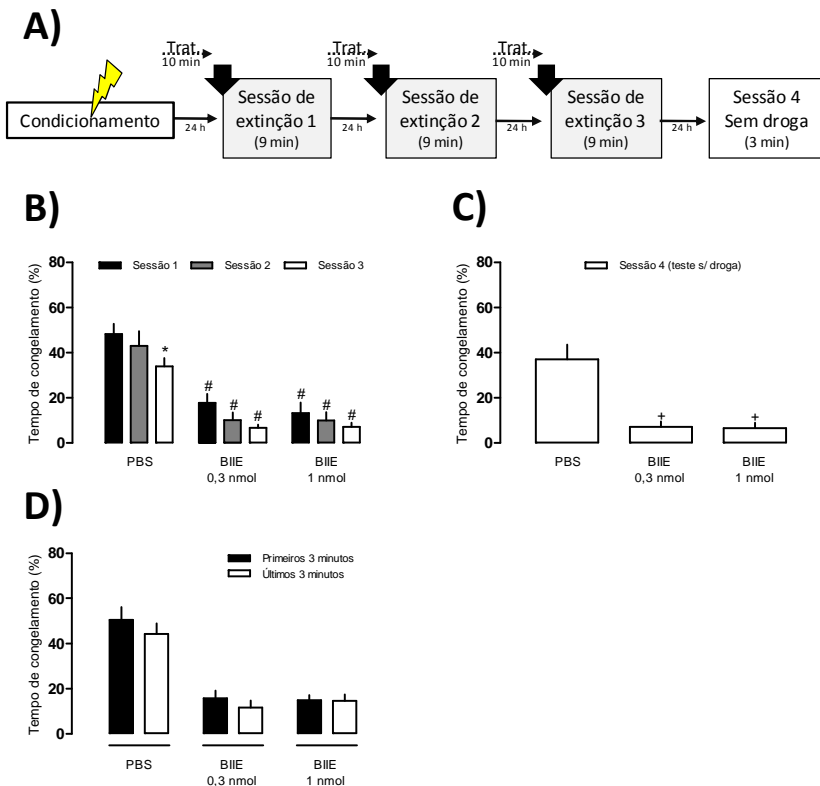 A)
Trat. Trat. Trat.
10 min 10 min 10 min
Condicionamento
24 h
Sessão de
extinção 1
(9 min)
24 h
Sessão de
extinção 2
(9 min)
24 h
Sessão de
extinção 3
(9 min)
24 h
Sessão 4
Sem droga
(3 min)
B)
Tempo de congelamento (%)
80
60
40
20
0
Sessão 1 Sessão 2 Sessão 3
*
# # # # # #
PBS BIIE BIIE
0,3 nmol 1 nmol
C)
Tempo de congelamento (%)
80
60
40
20
0
Sessão 4 (teste s/ droga)
+ +
PBS BIIE BIIE
0,3 nmol 1 nmol
D)
Tempo de congelamento (%)
80
60
40
20
0
Primeiros 3 minutos
Últimos 3 minutos
PBS BIIE BIIE
0,3 nmol 1 nmol